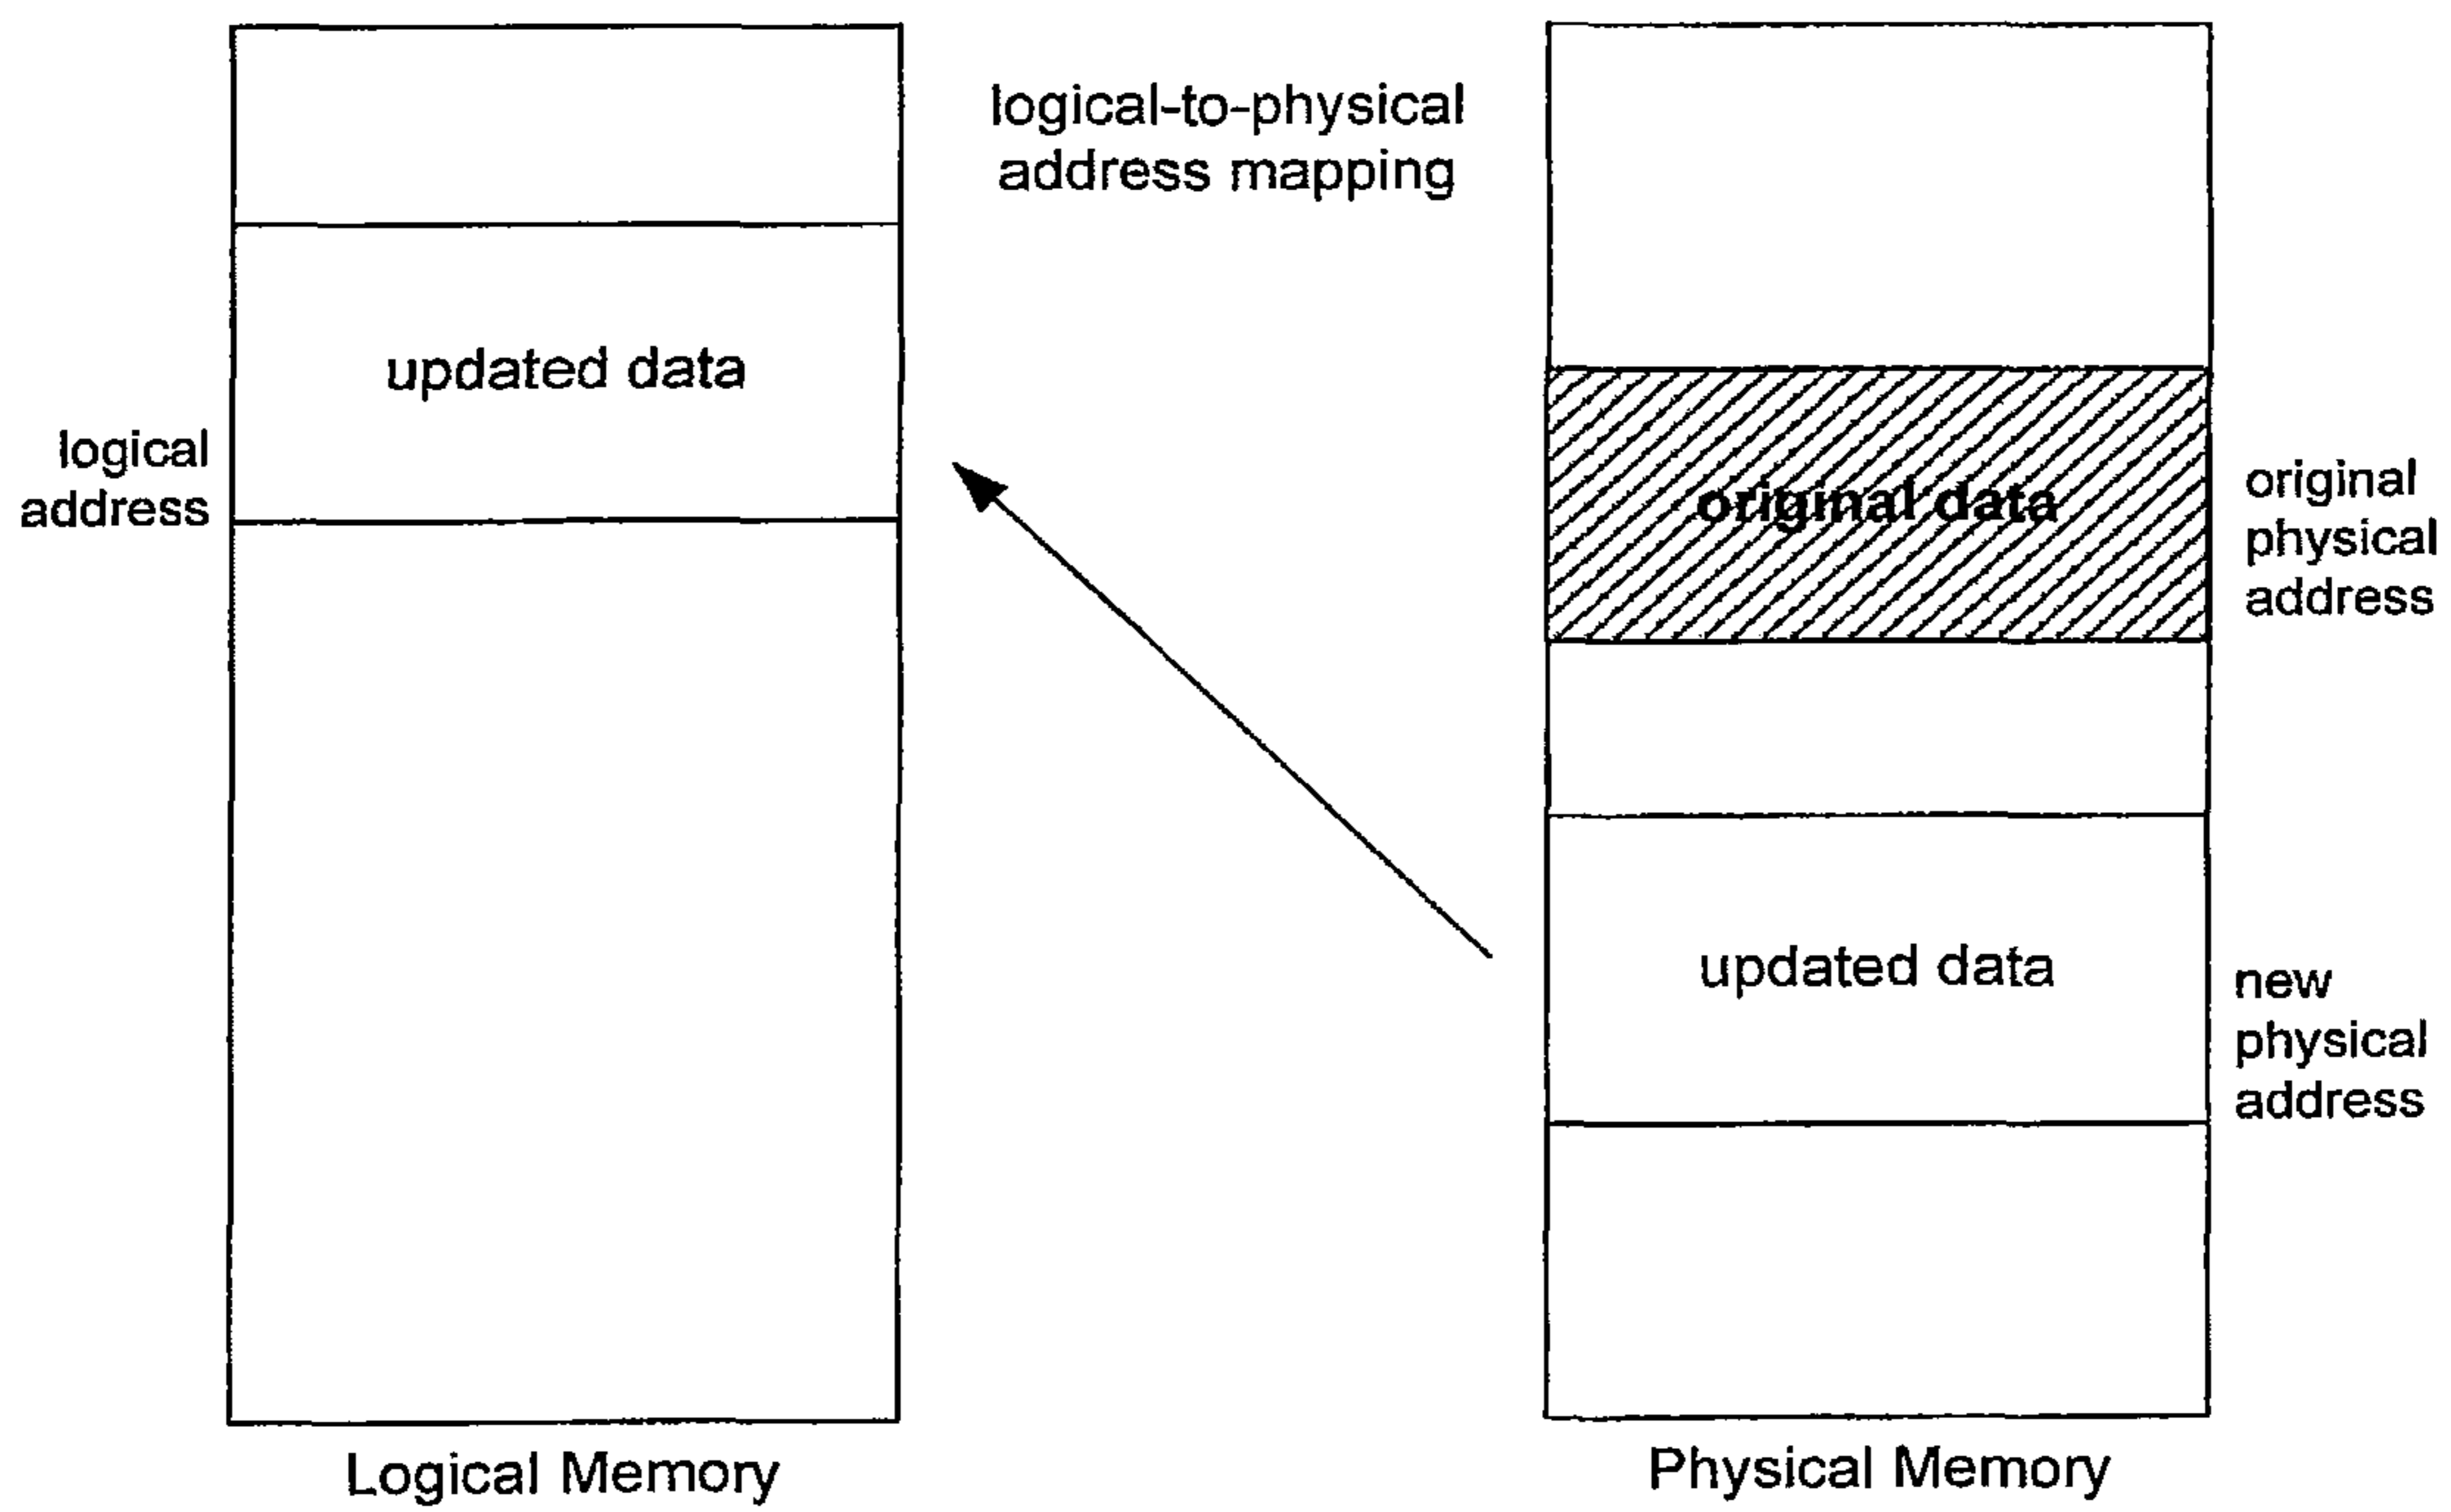 logical-to-physical
address mapping
updated data
logical
address
original data
original
physical
address
updated data
new
physical
address
Logical Memory
Physical Memory